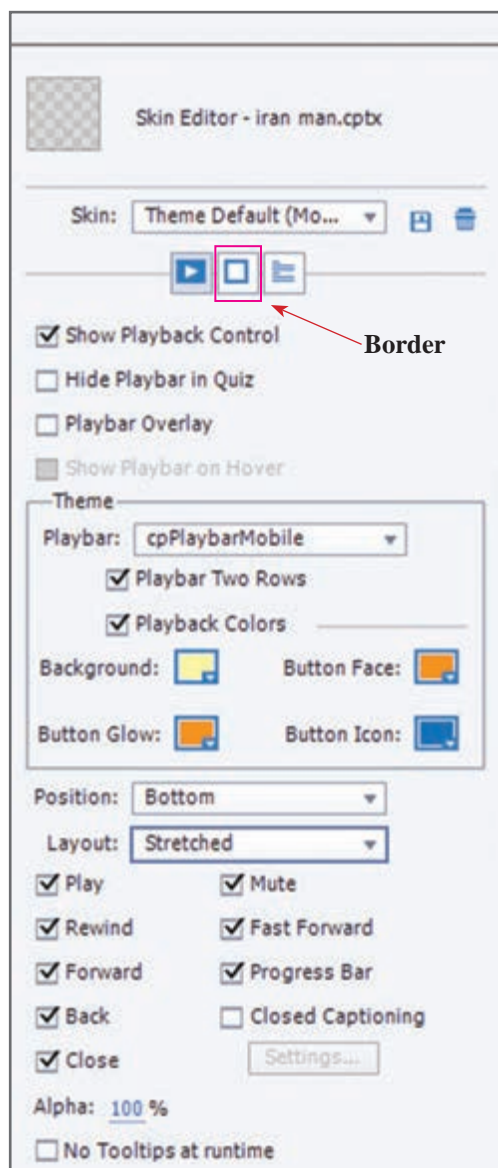 Skin Editor - iran man.cptx
Skin: Theme Default (Mo...
Border
Show Playback Control
Hide Playbar in Quiz
Playbar Overlay
Show Playbar on Hover
Theme
Playbar: cpPlaybarMobile
Playbar Two Rows
Playback Colors
Background: Button Face:
Button Glow: Button Icon:
Position: Bottom
Layout: Stretched
Play Mute
Rewind Fast Forward
Forward Progress Bar
Back Closed Captioning
Close Settings...
Alpha: 100 %
No Tooltips at runtime